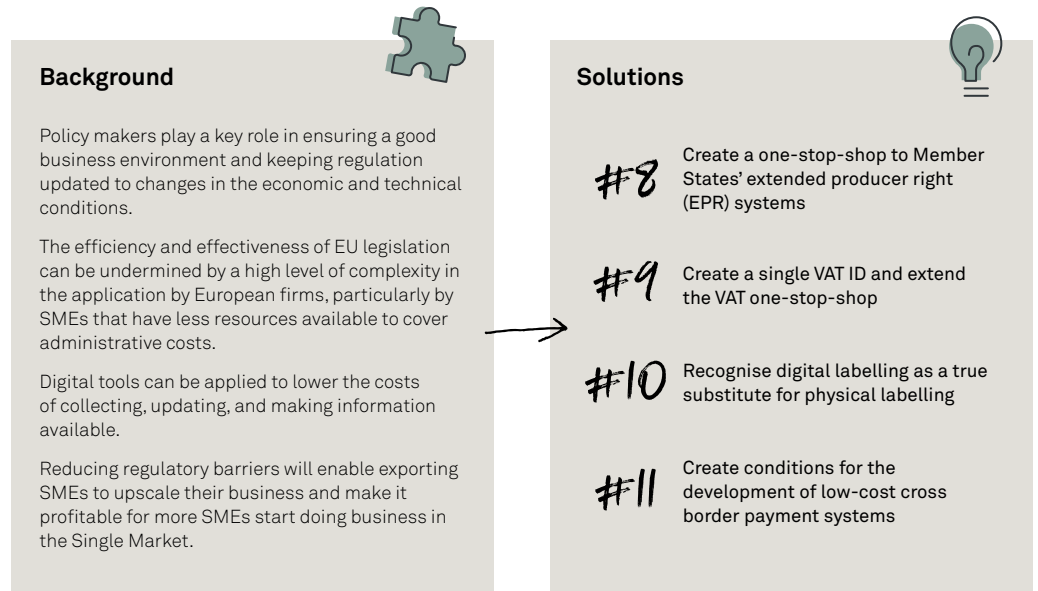 Background
Policy makers play a key role in ensuring a good
business environment and keeping regulation
updated to changes in the economic and technical
conditions.
The efficiency and effectiveness of EU legislation
can be undermined by a high level of complexity in
the application by European firms, particularly by
SMEs that have less resources available to cover
administrative costs.
Digital tools can be applied to lower the costs
of collecting, updating, and making information
available.
Reducing regulatory barriers will enable exporting
SMEs to upscale their business and make it
profitable for more SMEs start doing business in
the Single Market.
Solutions
#8
Create a one-stop-shop to Member
States’ extended producer right
(EPR) systems
#9
Create a single VAT ID and extend
the VAT one-stop-shop
#10
Recognise digital labelling as a true
substitute for physical labelling
#11
Create conditions for the
development of low-cost cross
border payment systems